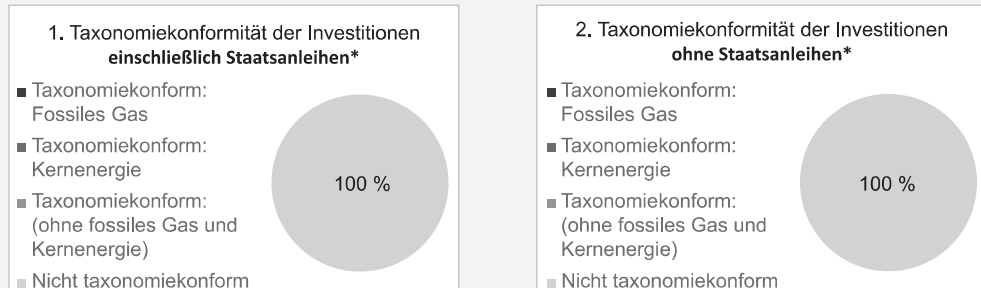 1. Taxonomiekonformität der Investitionen
einschließlich Staatsanleihen*
Taxonomiekonform:
Fossiles Gas
Taxonomiekonform:
Kernenergie
Taxonomiekonform:
(ohne fossiles Gas und
Kernenergie)
Nicht taxonomiekonform
100 %
2. Taxonomiekonformität der Investitionen
ohne Staatsanleihen*
Taxonomiekonform:
Fossiles Gas
Taxonomiekonform:
Kernenergie
Taxonomiekonform:
(ohne fossiles Gas und
Kernenergie)
Nicht taxonomiekonform
100 %